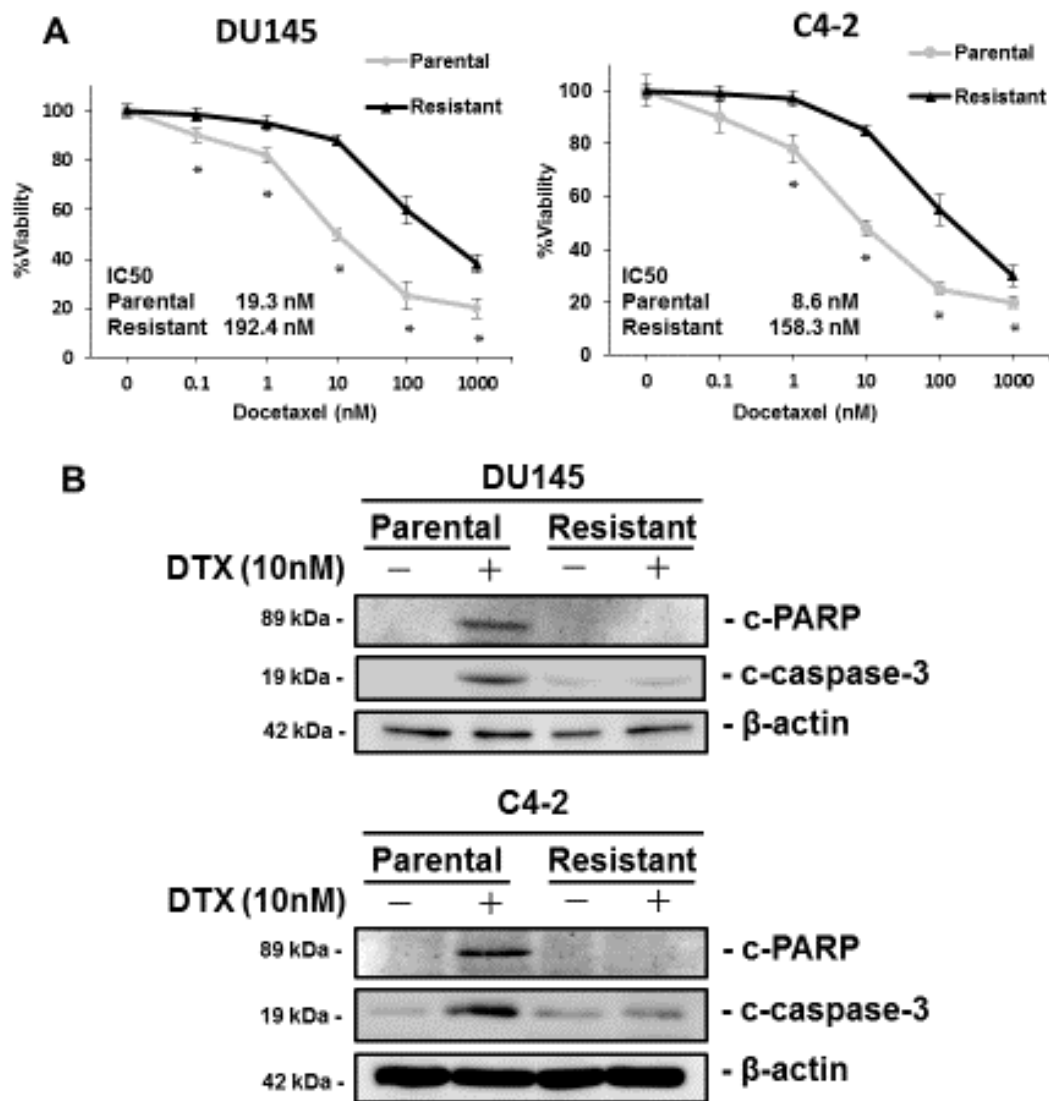 A
DU145
Parental
Resistant
100
80
60
40
20
0
%Viability
*
*
*
*
*
IC50
Parental 19.3 nM
Resistant 192.4 nM
0 0.1 1 10 100 1000
Docetaxel (nM)
C4-2
Parental
Resistant
100
80
60
40
20
0
%Viability
*
*
*
*
IC50
Parental 8.6 nM
Resistant 158.3 nM
0 0.1 1 10 100 1000
Docetaxel (nM)
B
DU145
Parental Resistant
DTX (10nM) − + − +
89 kDa - - c-PARP
19 kDa - - c-caspase-3
42 kDa - - β-actin
C4-2
Parental Resistant
DTX (10nM) − + − +
89 kDa - - c-PARP
19 kDa - - c-caspase-3
42 kDa - - β-actin